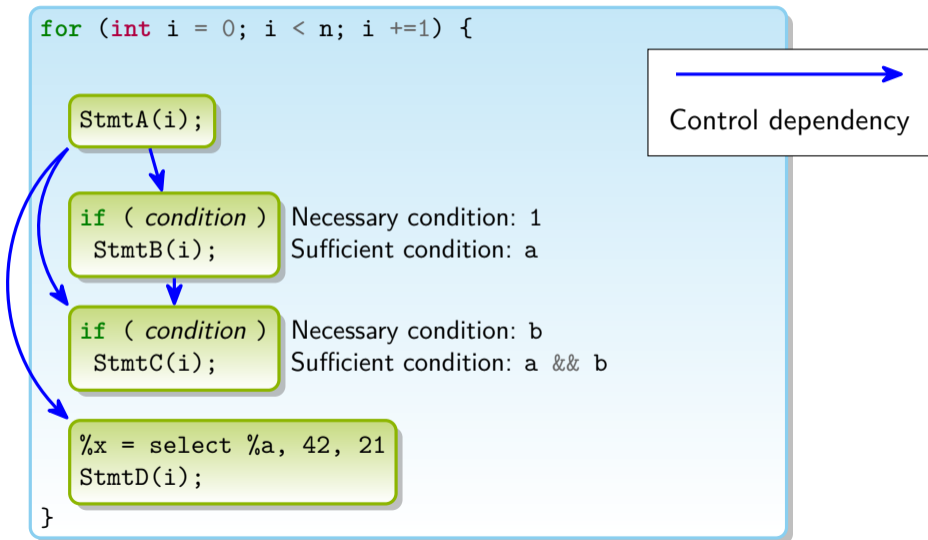 for (int i = 0; i < n; i +=1) {
Control dependency
StmtA(i);
if ( condition ) Necessary condition: 1
StmtB(i); Sufficient condition: a
if ( condition ) Necessary condition: b
StmtC(i); Sufficient condition: a && b
%x = select %a, 42, 21
StmtD(i);
}